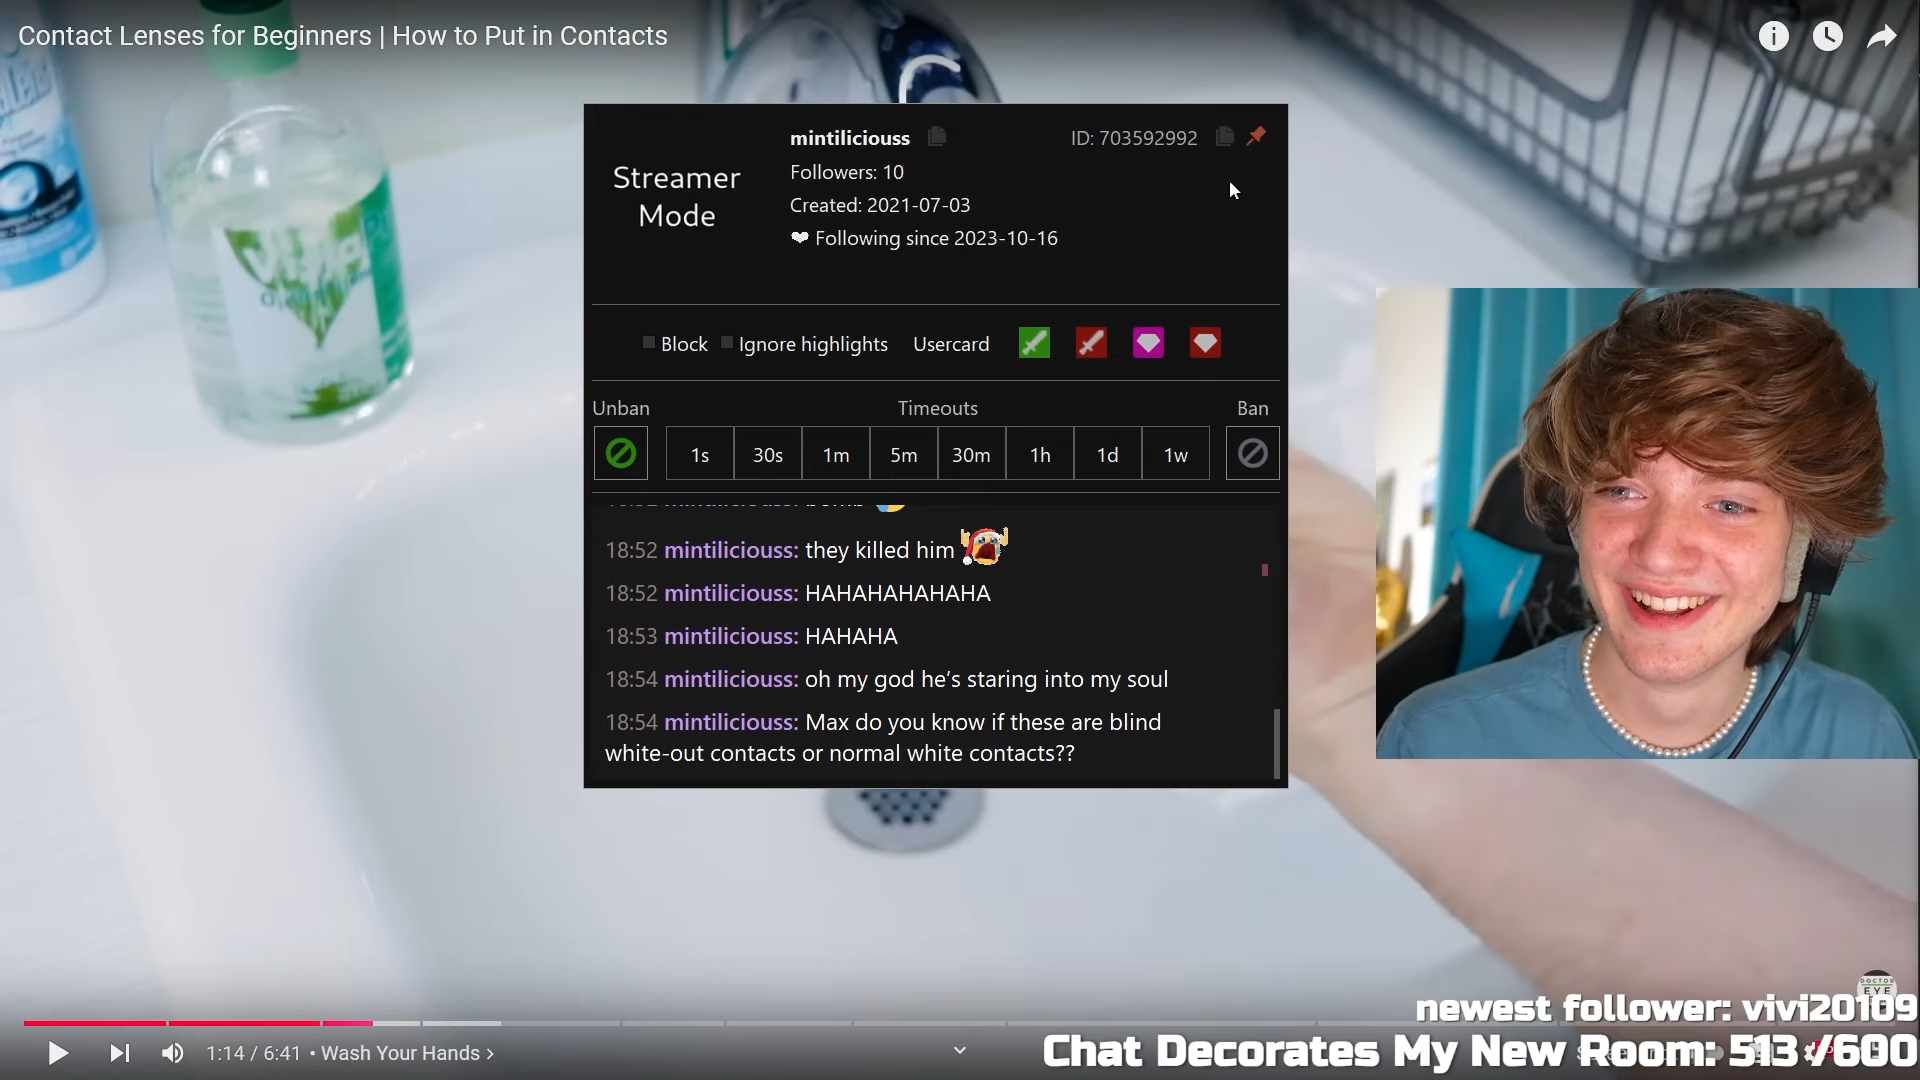 Contact Lenses for Beginners | How to Put in Contacts
Streamer
Mode
mintiliciouss
ID: 703592992
Followers: 10
Created: 2021-07-03
Following since 2023-10-16
Block
Ignore highlights
Usercard
Unban
Timeouts
Ban
1s
30s
1m
5m
30m
1h
1d
1w
18:52 mintiliciouss: they killed him
18:52 mintiliciouss: HAHAHAHAHAHA
18:53 mintiliciouss: HAHAHA
18:54 mintiliciouss: oh my god he’s staring into my soul
18:54 mintiliciouss: Max do you know if these are blind
white-out contacts or normal white contacts??
DOCTOR
EYE
newest follower: vivi20109
Chat Decorates My New Room: 513 /600
1:14 / 6:41 • Wash Your Hands >